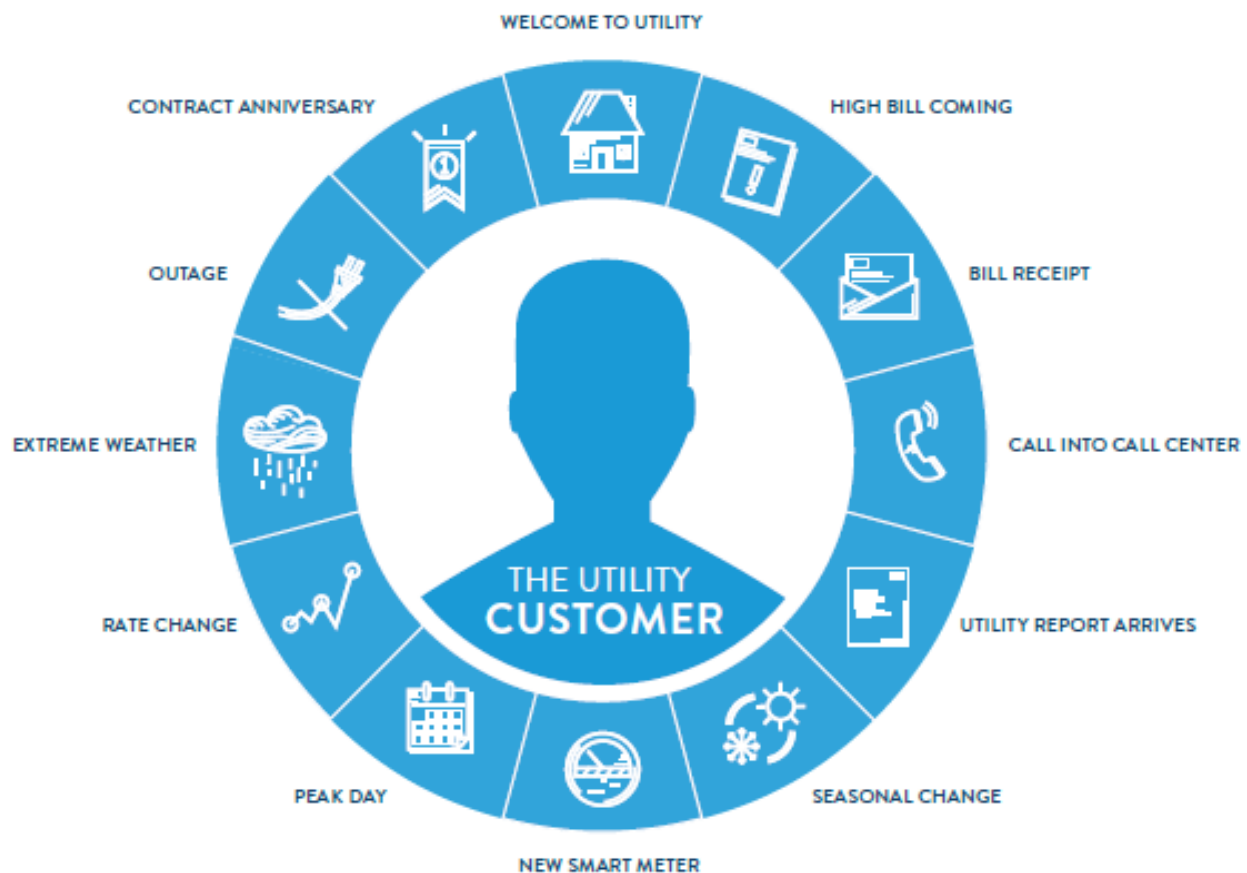 WELCOME TO UTILITY
CONTRACT ANNIVERSARY
HIGH BILL COMING
OUTAGE
BILL RECEIPT
EXTREME WEATHER
CALL INTO CALL CENTER
THE UTILITY
CUSTOMER
RATE CHANGE
UTILITY REPORT ARRIVES
PEAK DAY
SEASONAL CHANGE
NEW SMART METER
1